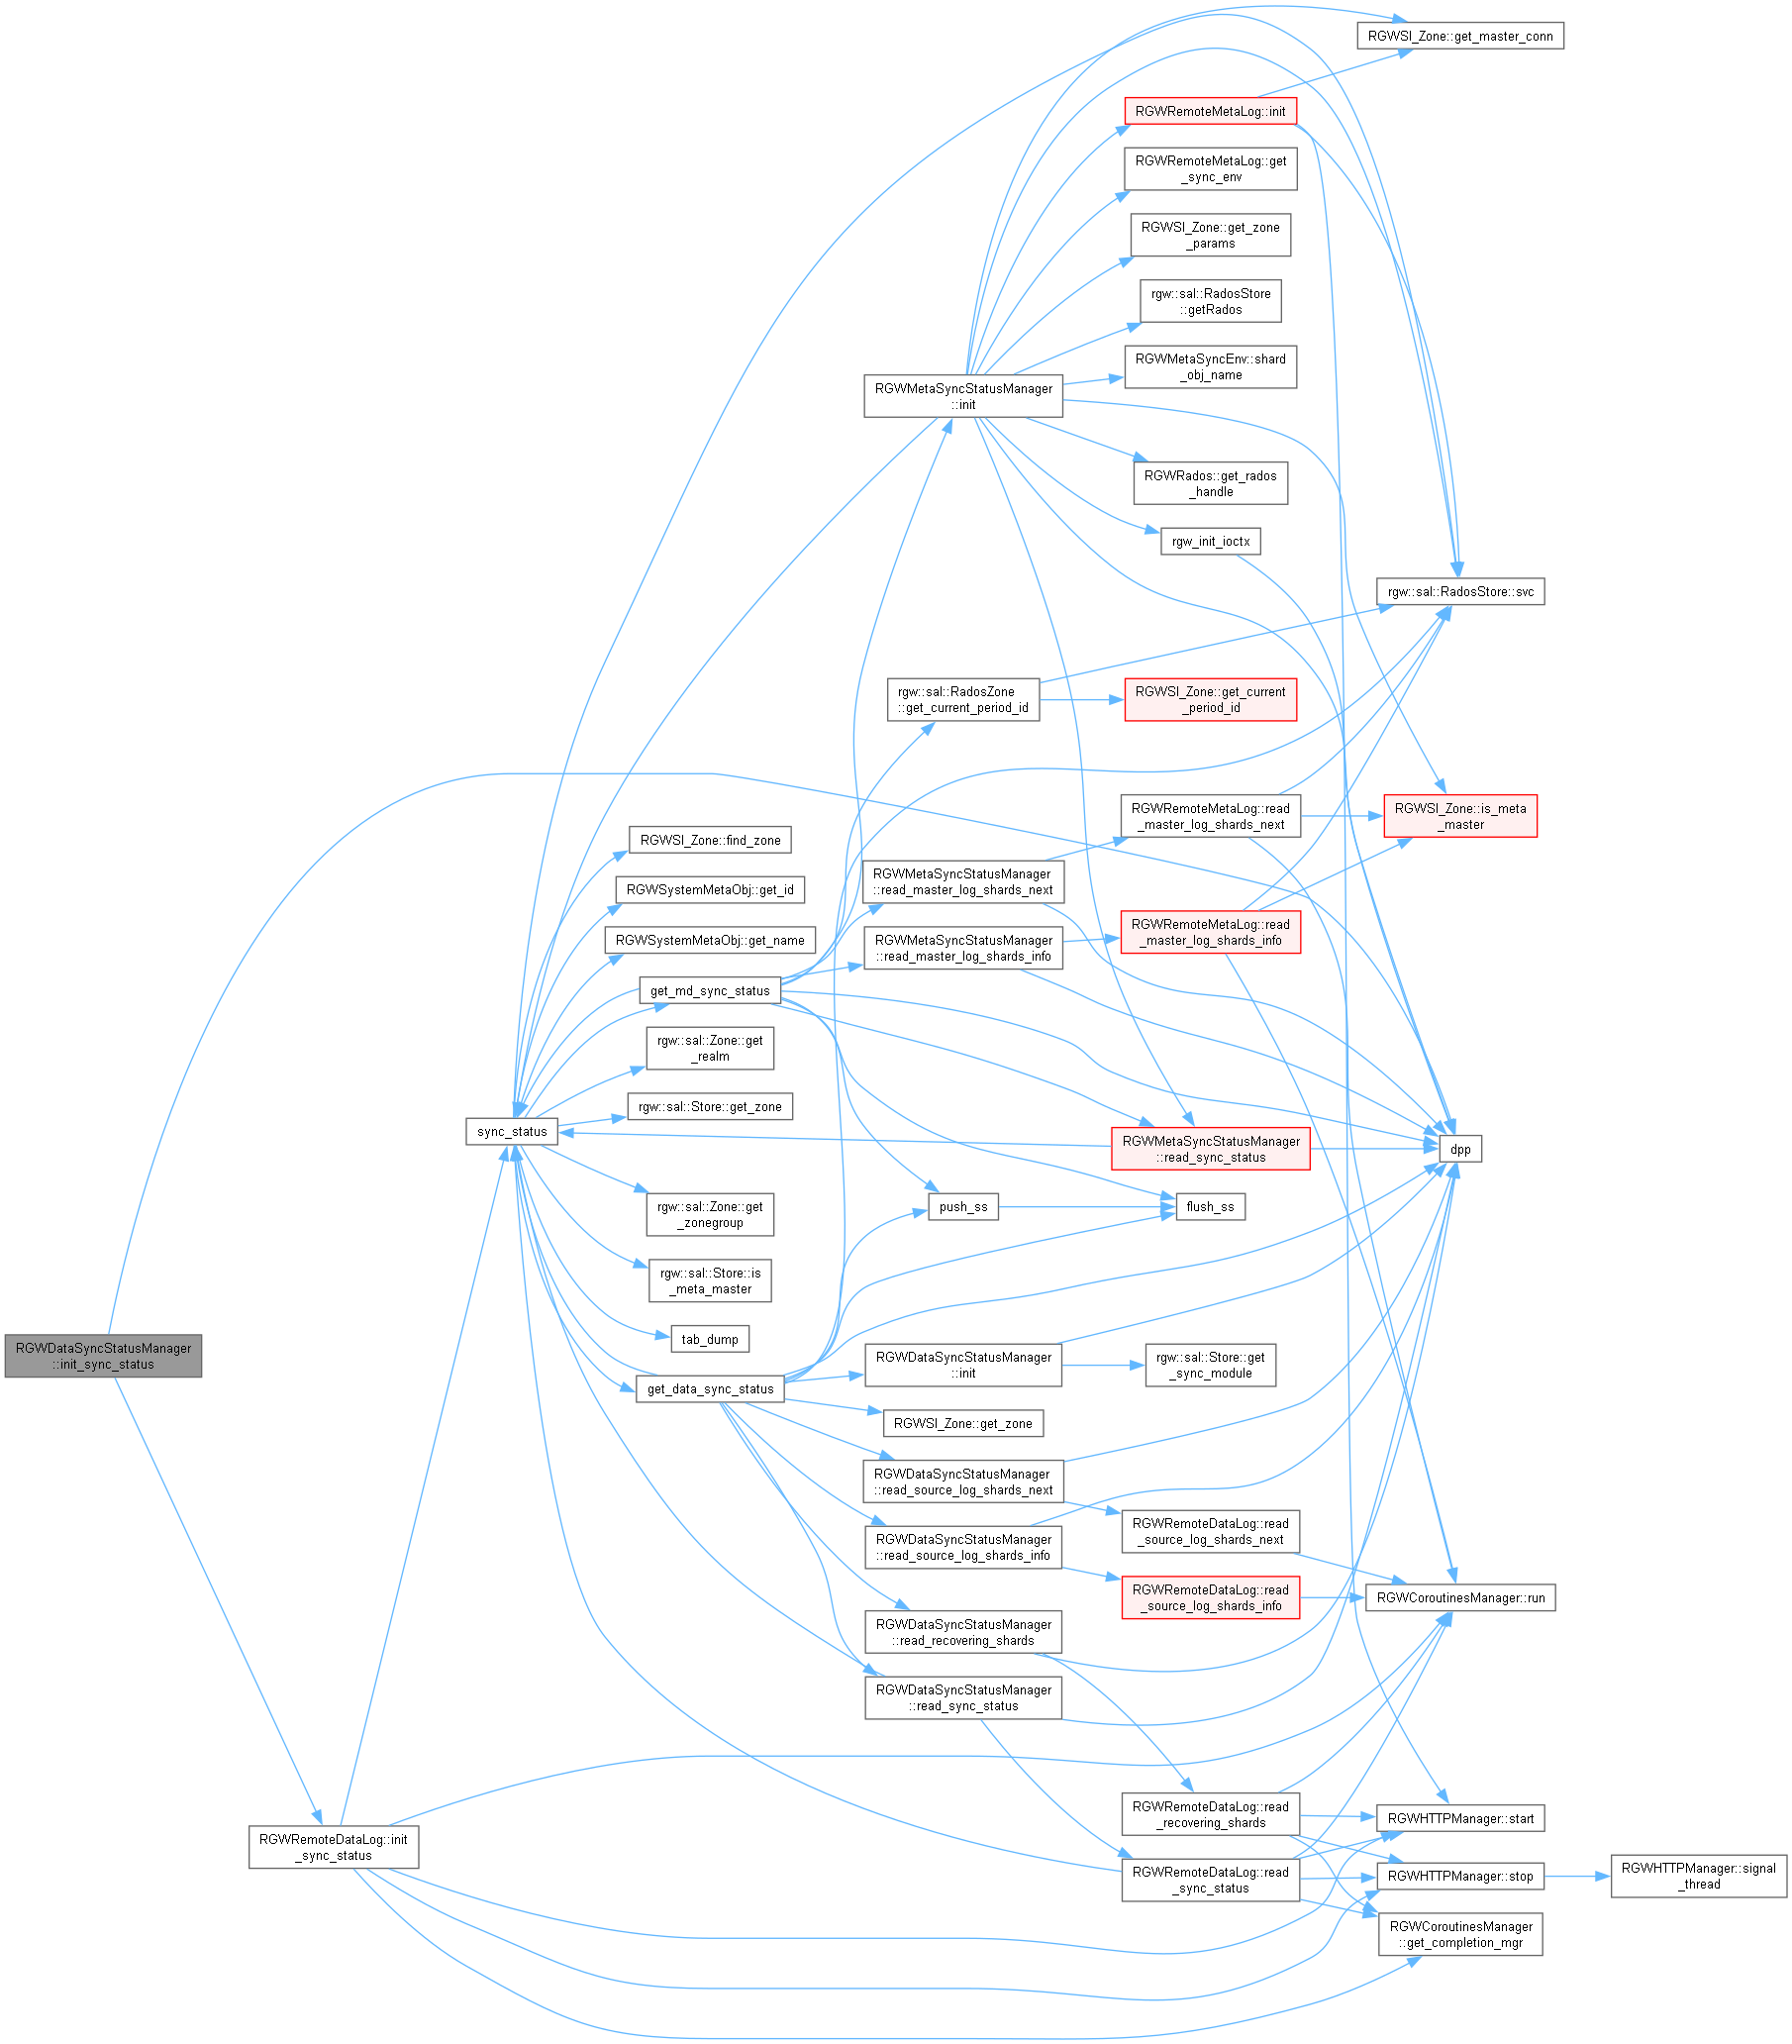 RGWSI_Zone::get_master_conn
RGWRemoteMetaLog::init
RGWRemoteMetaLog::get
_sync_env
RGWSI_Zone::get_zone
_params
rgw::sal::RadosStore
::getRados
RGWMetaSyncEnv::shard
_obj_name
RGWMetaSyncStatusManager
::init
RGWRados::get_rados
_handle
rgw_init_ioctx
rgw::sal::RadosStore::svc
rgw::sal::RadosZone
::get_current_period_id
RGWSI_Zone::get_current
_period_id
RGWRemoteMetaLog::read
_master_log_shards_next
RGWSI_Zone::is_meta
_master
RGWSI_Zone::find_zone
RGWMetaSyncStatusManager
::read_master_log_shards_next
RGWSystemMetaObj::get_id
RGWSystemMetaObj::get_name
RGWMetaSyncStatusManager
::read_master_log_shards_info
RGWRemoteMetaLog::read
_master_log_shards_info
get_md_sync_status
rgw::sal::Zone::get
_realm
rgw::sal::Store::get_zone
sync_status
RGWMetaSyncStatusManager
::read_sync_status
dpp
rgw::sal::Zone::get
_zonegroup
push_ss
flush_ss
rgw::sal::Store::is
_meta_master
tab_dump
RGWDataSyncStatusManager
::init_sync_status
get_data_sync_status
RGWDataSyncStatusManager
::init
rgw::sal::Store::get
_sync_module
RGWSI_Zone::get_zone
RGWDataSyncStatusManager
::read_source_log_shards_next
RGWRemoteDataLog::read
_source_log_shards_next
RGWDataSyncStatusManager
::read_source_log_shards_info
RGWRemoteDataLog::read
_source_log_shards_info
RGWCoroutinesManager::run
RGWDataSyncStatusManager
::read_recovering_shards
RGWDataSyncStatusManager
::read_sync_status
RGWRemoteDataLog::read
_recovering_shards
RGWHTTPManager::start
RGWRemoteDataLog::init
_sync_status
RGWRemoteDataLog::read
_sync_status
RGWHTTPManager::stop
RGWHTTPManager::signal
_thread
RGWCoroutinesManager
::get_completion_mgr